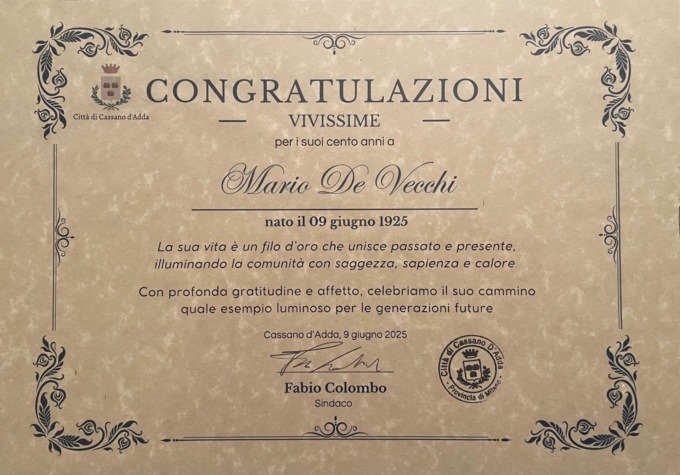 Città di Cassano d'Adda
CONGRATULAZIONI
VIVISSIME
per i suoi cento anni a
Mario De Vecchi
nato il 09 giugno 1925
La sua vita è un filo d'oro che unisce passato e presente,
illuminando la comunità con saggezza, sapienza e calore
Con profonda gratitudine e affetto, celebriamo il suo cammino
quale esempio luminoso per le generazioni future
Cassano d'Adda, 9 giugno 2025
Fabio Colombo
Sindaco
Città di Cassano D'Adda
Provincia di Milano